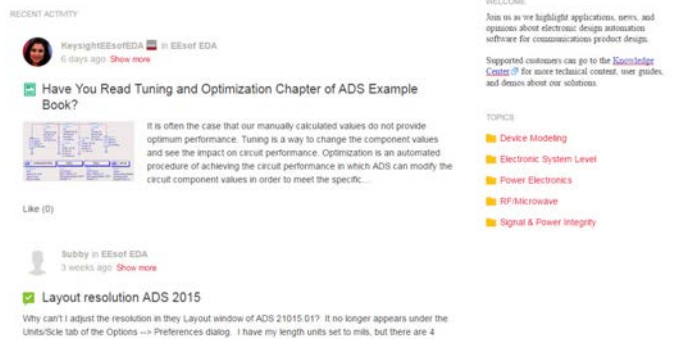 RECENT ACTIVITY
KeysightEEsofEDA in EEsof EDA
6 days ago Show more
Have You Read Tuning and Optimization Chapter of ADS Example
Book?
It is often the case that our manually calculated values do not provide
optimum performance. Tuning is a way to change the component values
and see the impact on circuit performance. Optimization is an automated
procedure of achieving the circuit performance in which ADS can modify the
circuit component values in order to meet the specific...
Like (0)
Subby in EEsof EDA
3 weeks ago Show more
Layout resolution ADS 2015
Why can't I adjust the resolution in they Layout window of ADS 21015.01? It no longer appears under the
Units/Scle tab of the Options --> Preferences dialog. I have my length units set to mils, but there are 4
WELCOME
Join us as we highlight applications, news, and
opinions about electronic design automation
software for communications product design.
Supported customers can go to the Knowledge
Center for more technical content, user guides,
and demos about our solutions.
TOPICS
Device Modeling
Electronic System Level
Power Electronics
RF/Microwave
Signal & Power Integrity